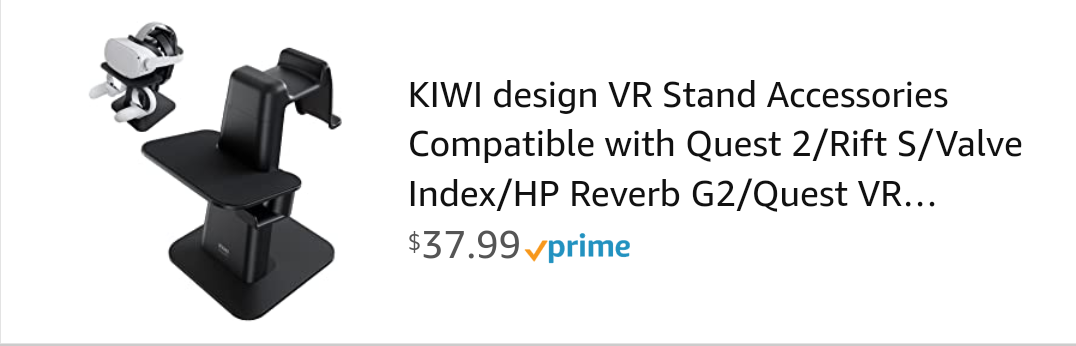 KIWI design VR Stand Accessories
Compatible with Quest 2/Rift S/Valve
Index/HP Reverb G2/Quest VR...
$37.99 prime